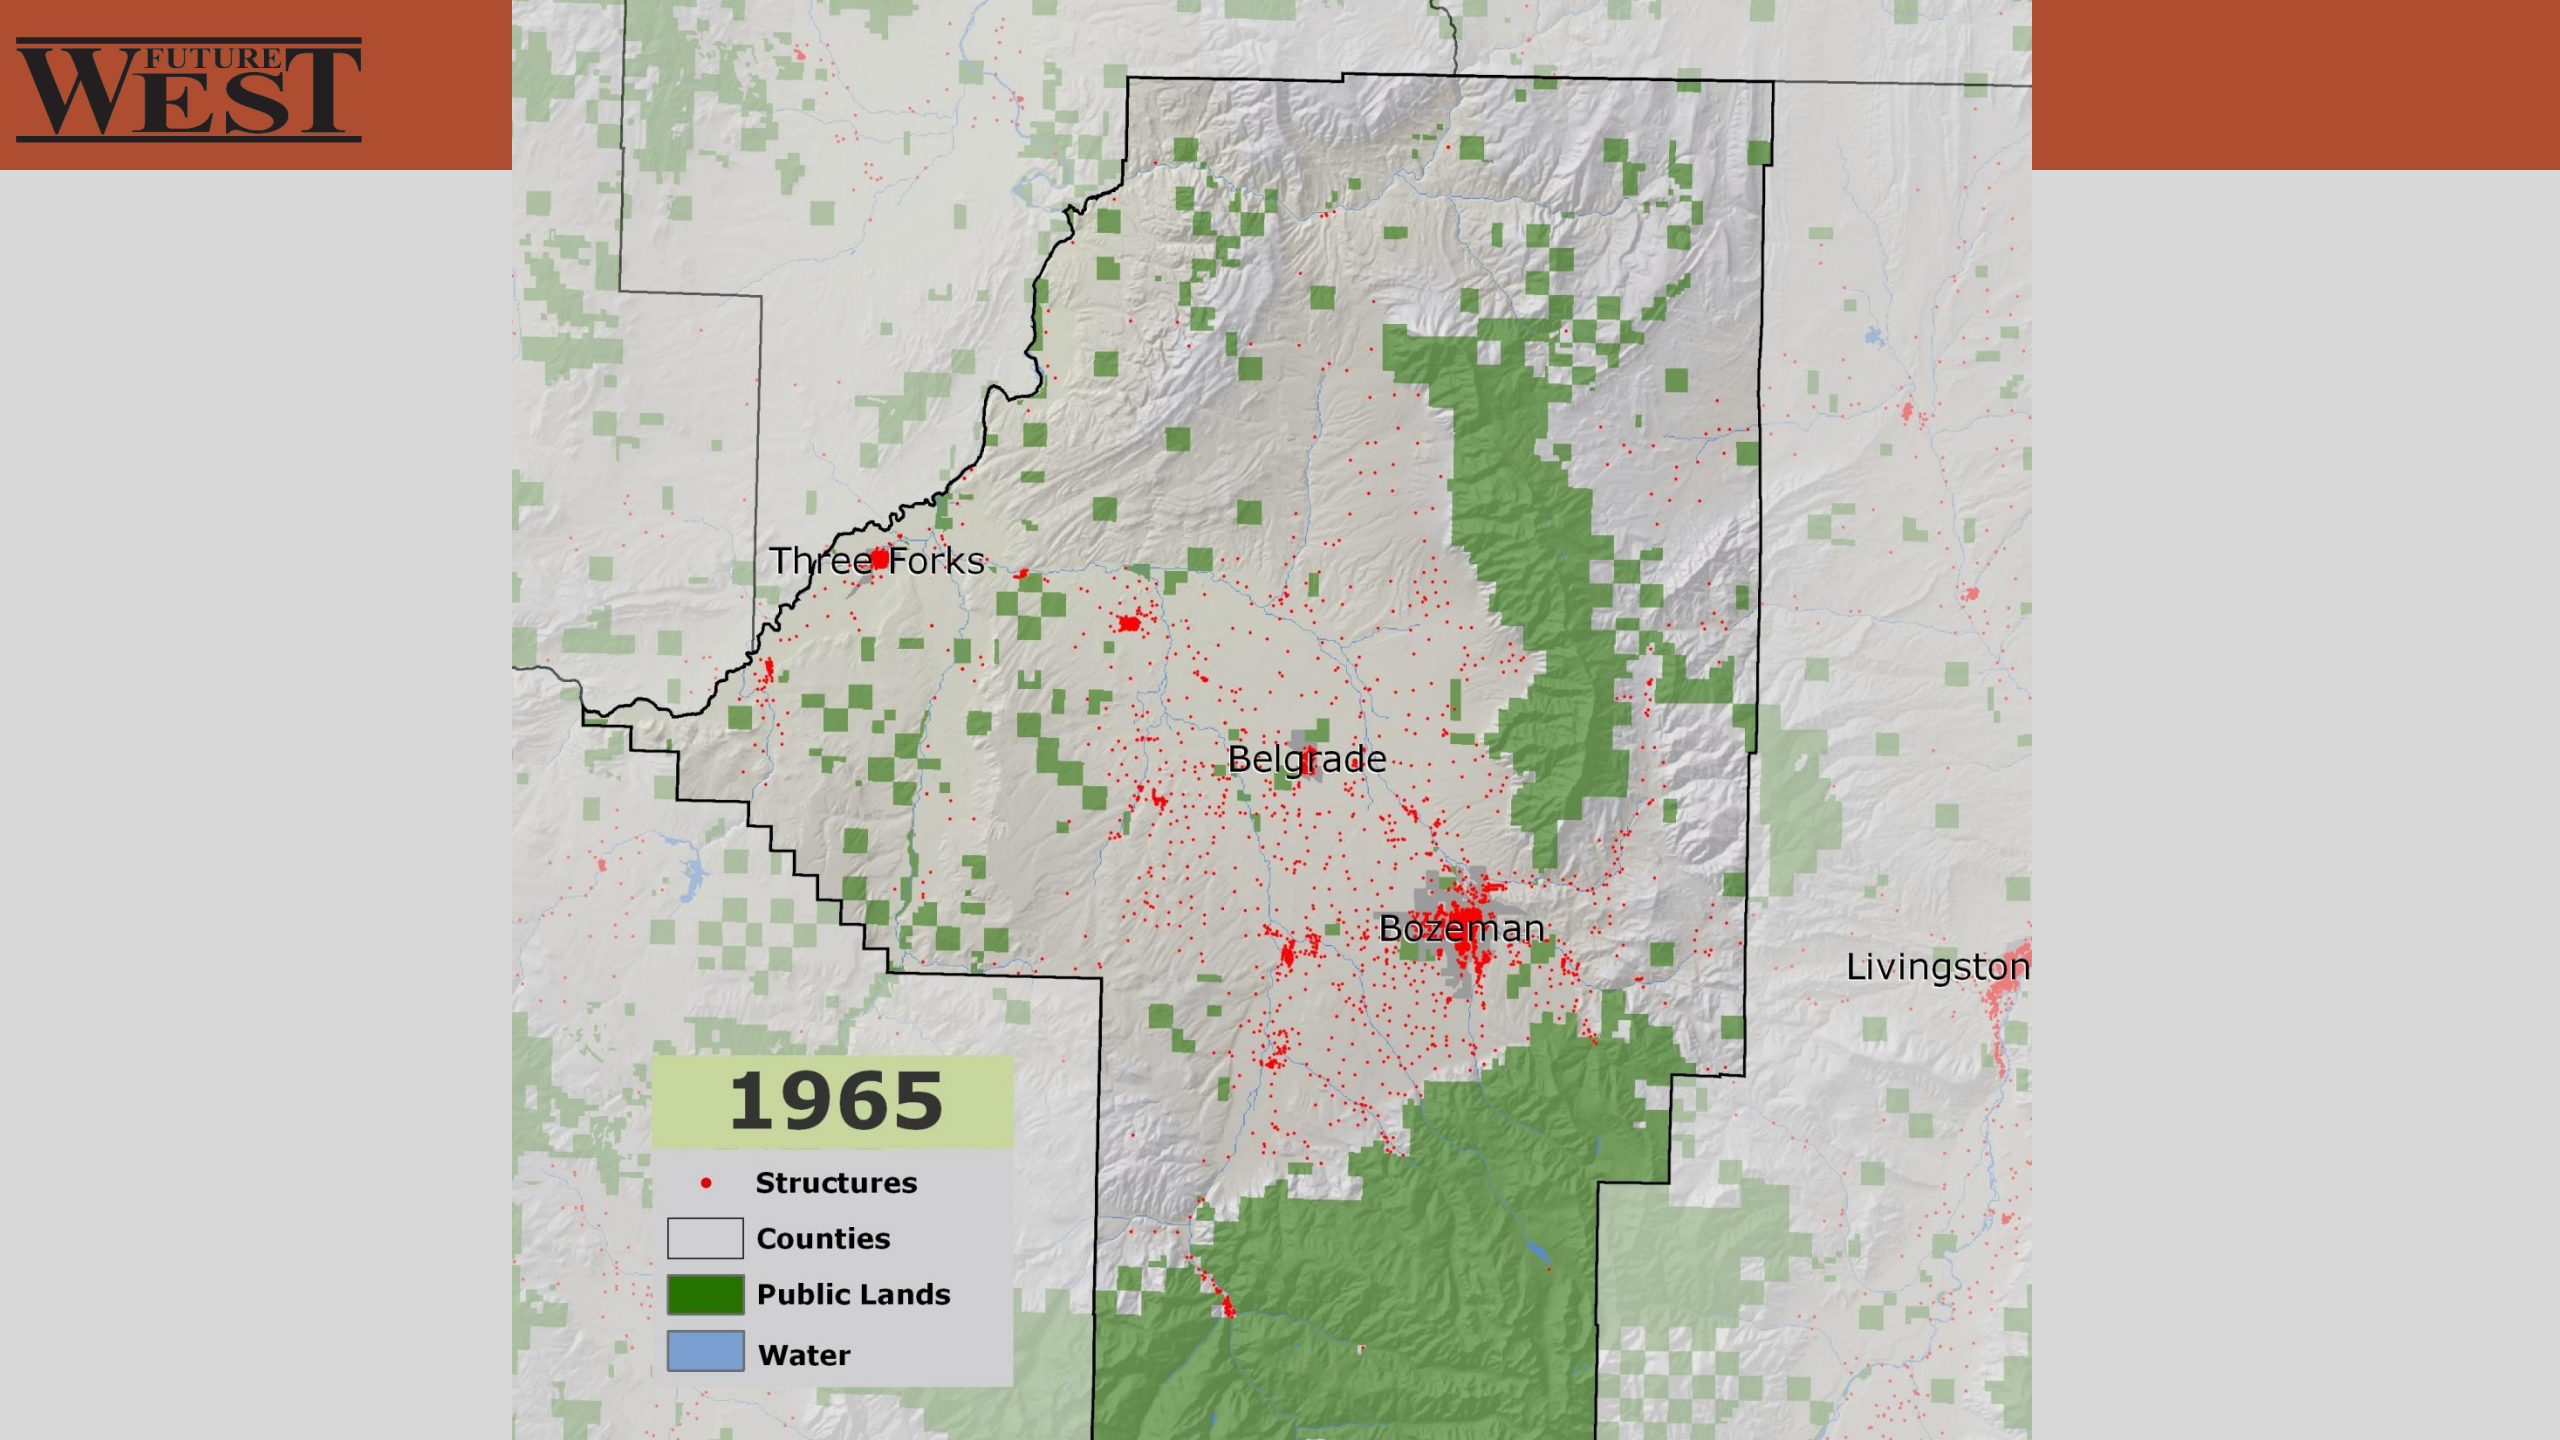 FUTURE
WEST
Three Forks
Belgrade
Bozeman
Livingston
1965
Structures
Counties
Public Lands
Water